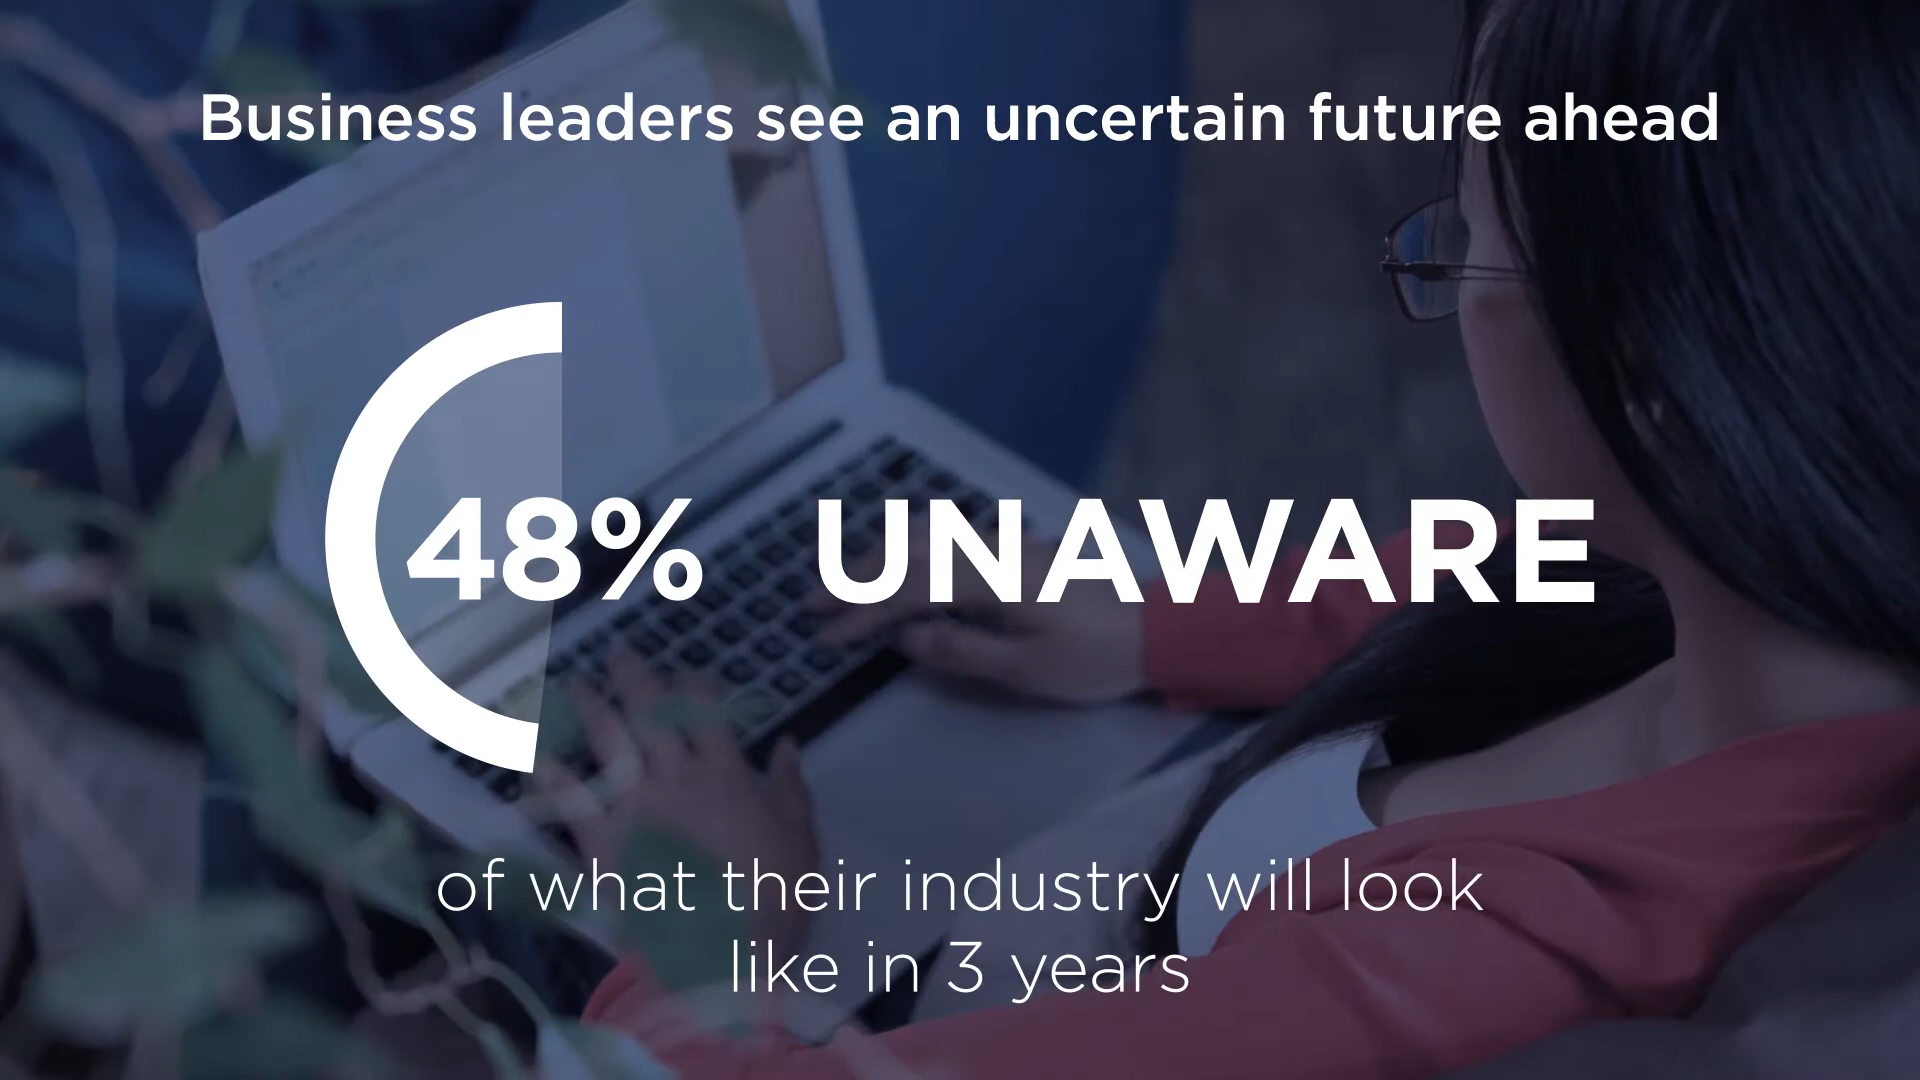 Business leaders see an uncertain future ahead
48% UNAWARE
of what their industry will look
like in 3 years